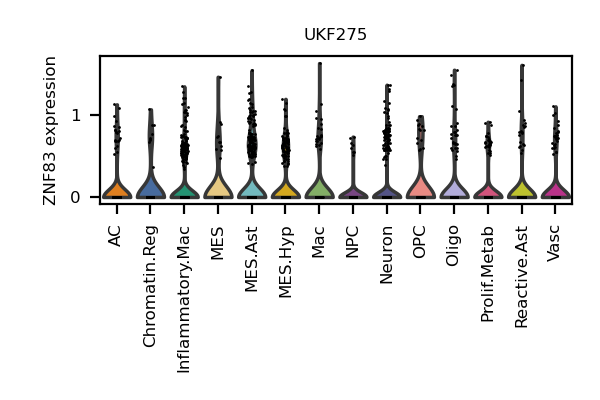 UKF275
ZNF83 expression
1
0
AC
Chromatin.Reg
Inflammatory.Mac
MES
MES.Ast
MES.Hyp
Mac
NPC
Neuron
OPC
Oligo
Prolif.Metab
Reactive.Ast
Vasc